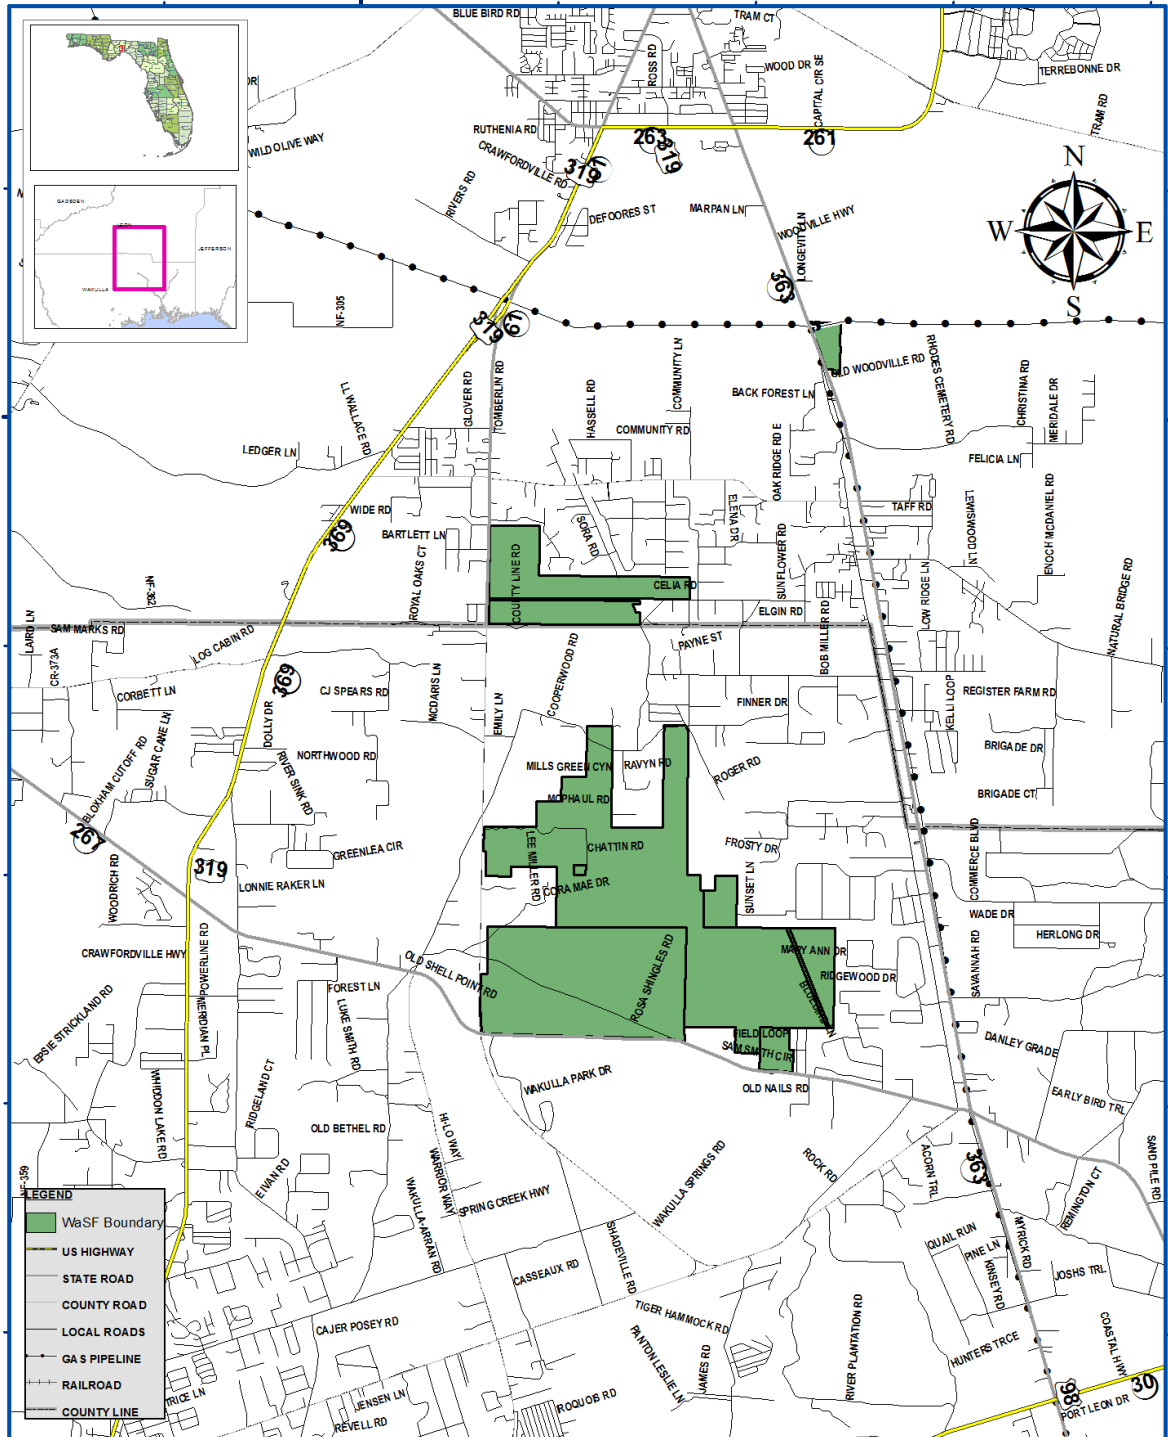 BLUE BIRD RD
TRAM CT
ROSS RD
WOOD DR
CAPITAL CIR SE
TERREBONNE DR
TRAM RD
RUTHENIA RD
263
319
261
WILD OLIVE WAY
CRAWFORDVILLE RD
319
61
RIVERS RD
DEFOORES ST
MARPAN LN
LONGEVITY LN
WOODVILLE HWY
N
W
E
S
GADSDEN
LEON
JEFFERSON
WAKULLA
NF-305
363
319
61
OLD WOODVILLE RD
RHODES CEMETERY RD
LL WALLACE RD
GLOVER RD
TOMBERLIN RD
HASSELL RD
COMMUNITY LN
BACK FOREST LN
CHRISTINA RD
MERIDALE DR
LEDGER LN
COMMUNITY RD
OAK RIDGE RD E
FELICIA LN
WIDE RD
ELENA DR
TAFF RD
LEWISWOOD LN
ENOCH MCDANIEL RD
369
BARTLETT LN
SORA RD
SUNFLOWER RD
ROYAL OAKS CT
COUNTY LINE RD
CELIA RD
LOW RIDGE LN
NATURAL BRIDGE RD
NF-362
ELGIN RD
LAIRD LN
SAM MARKS RD
LOG CABIN RD
PAYNE ST
BOB MILLER RD
CR-373A
CORBETT LN
369
CJ SPEARS RD
MCDARIS LN
EMILY LN
COOPERWOOD RD
FINNER DR
KELLI LOOP
REGISTER FARM RD
DOLLY DR
BLOXHAM CUTOFF RD
SUGAR CANE LN
NORTHWOOD RD
RIVER SINK RD
MILLS GREEN CYN
RAVYN RD
ROGER RD
BRIGADE DR
MCPHAUL RD
BRIGADE CT
267
GREENLEA CIR
LEE MILLER RD
CHATTIN RD
FROSTY DR
COMMERCE BLVD
319
WOODRICH RD
LONNIE RAKER LN
CORA MAE DR
SUNSET LN
WADE DR
HERLONG DR
CRAWFORDVILLE HWY
POWERLINE RD
OLD SHELL POINT RD
ROSA SHINGLES RD
MARY ANN DR
RIDGEWOOD DR
SAVANNAH RD
FOREST LN
EPSIE STRICKLAND RD
MERIDIAN PL
LUKE SMITH RD
FIELD LOOP
SAM SMITH CIR
DANLEY GRADE
WHIDDON LAKE RD
RIDGELAND CT
WAKULLA PARK DR
OLD NAILS RD
EARLY BIRD TRL
OLD BETHEL RD
HI-LO WAY
WARRIOR WAY
EIVAN RD
ROCK RD
ACORN TRL
363
SAND PILE RD
NF-359
WAKULLA-ARRAN RD
SPRING CREEK HWY
WAKULLA SPRINGS RD
REMINGTON CT
SHADEVILLE RD
QUAIL RUN
PINE LN
KINSEY RD
MYRICK RD
JOSHS TRL
CASSEAUX RD
TIGER HAMMOCK RD
CAJER POSEY RD
PANTON LESLIE LN
JAMES RD
RIVER PLANTATION RD
HUNTERS TRCE
COASTAL HWY
JENSEN LN
REVELL RD
98
30
PORT LEON DR
LEGEND
WaSF Boundary
US HIGHWAY
STATE ROAD
COUNTY ROAD
LOCAL ROADS
GAS PIPELINE
RAILROAD
COUNTY LINE